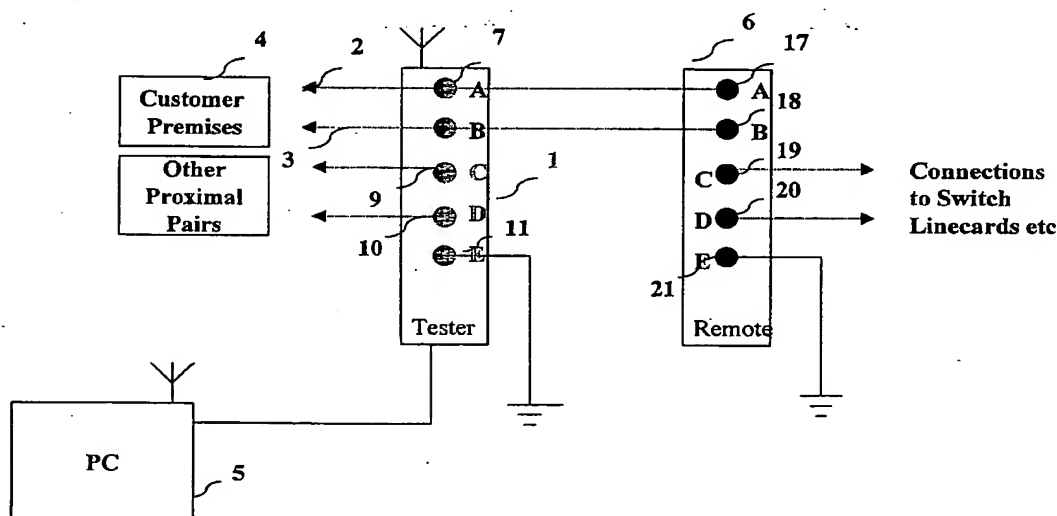 4
2
7
6
17
Customer
Premises
A
A
18
B
B
3
1
19
Other
Proximal
Pairs
9
C
C
20
Connections
to Switch
Linecards etc
10
D
D
11
E
E
21
Tester
Remote
PC
5